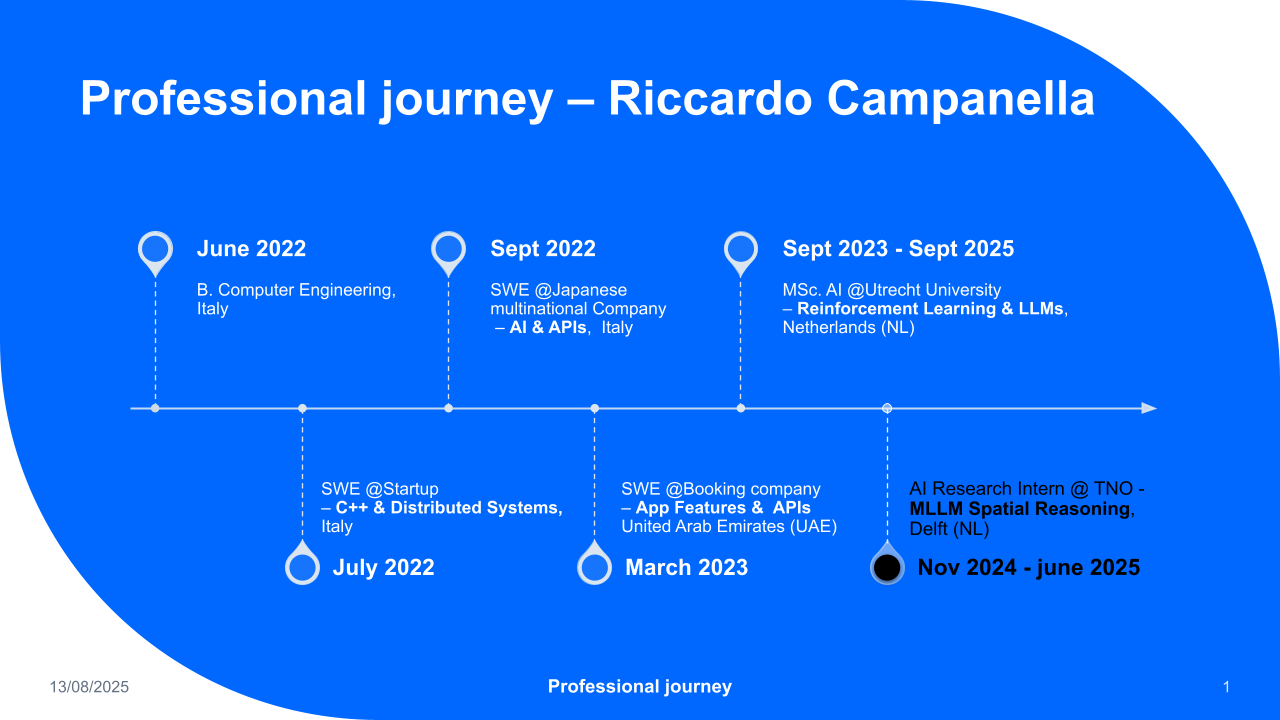 Professional journey – Riccardo Campanella
June 2022
B. Computer Engineering,
Italy
Sept 2022
SWE @Japanese
multinational Company
– AI & APIs,  Italy
Sept 2023 - Sept 2025
MSc. AI @Utrecht University
– Reinforcement Learning & LLMs,
Netherlands (NL)
SWE @Startup
– C++ & Distributed Systems,
Italy
July 2022
SWE @Booking company
– App Features &  APIs
United Arab Emirates (UAE)
March 2023
AI Research Intern @ TNO -
MLLM Spatial Reasoning,
Delft (NL)
Nov 2024 - june 2025
13/08/2025
Professional journey
1